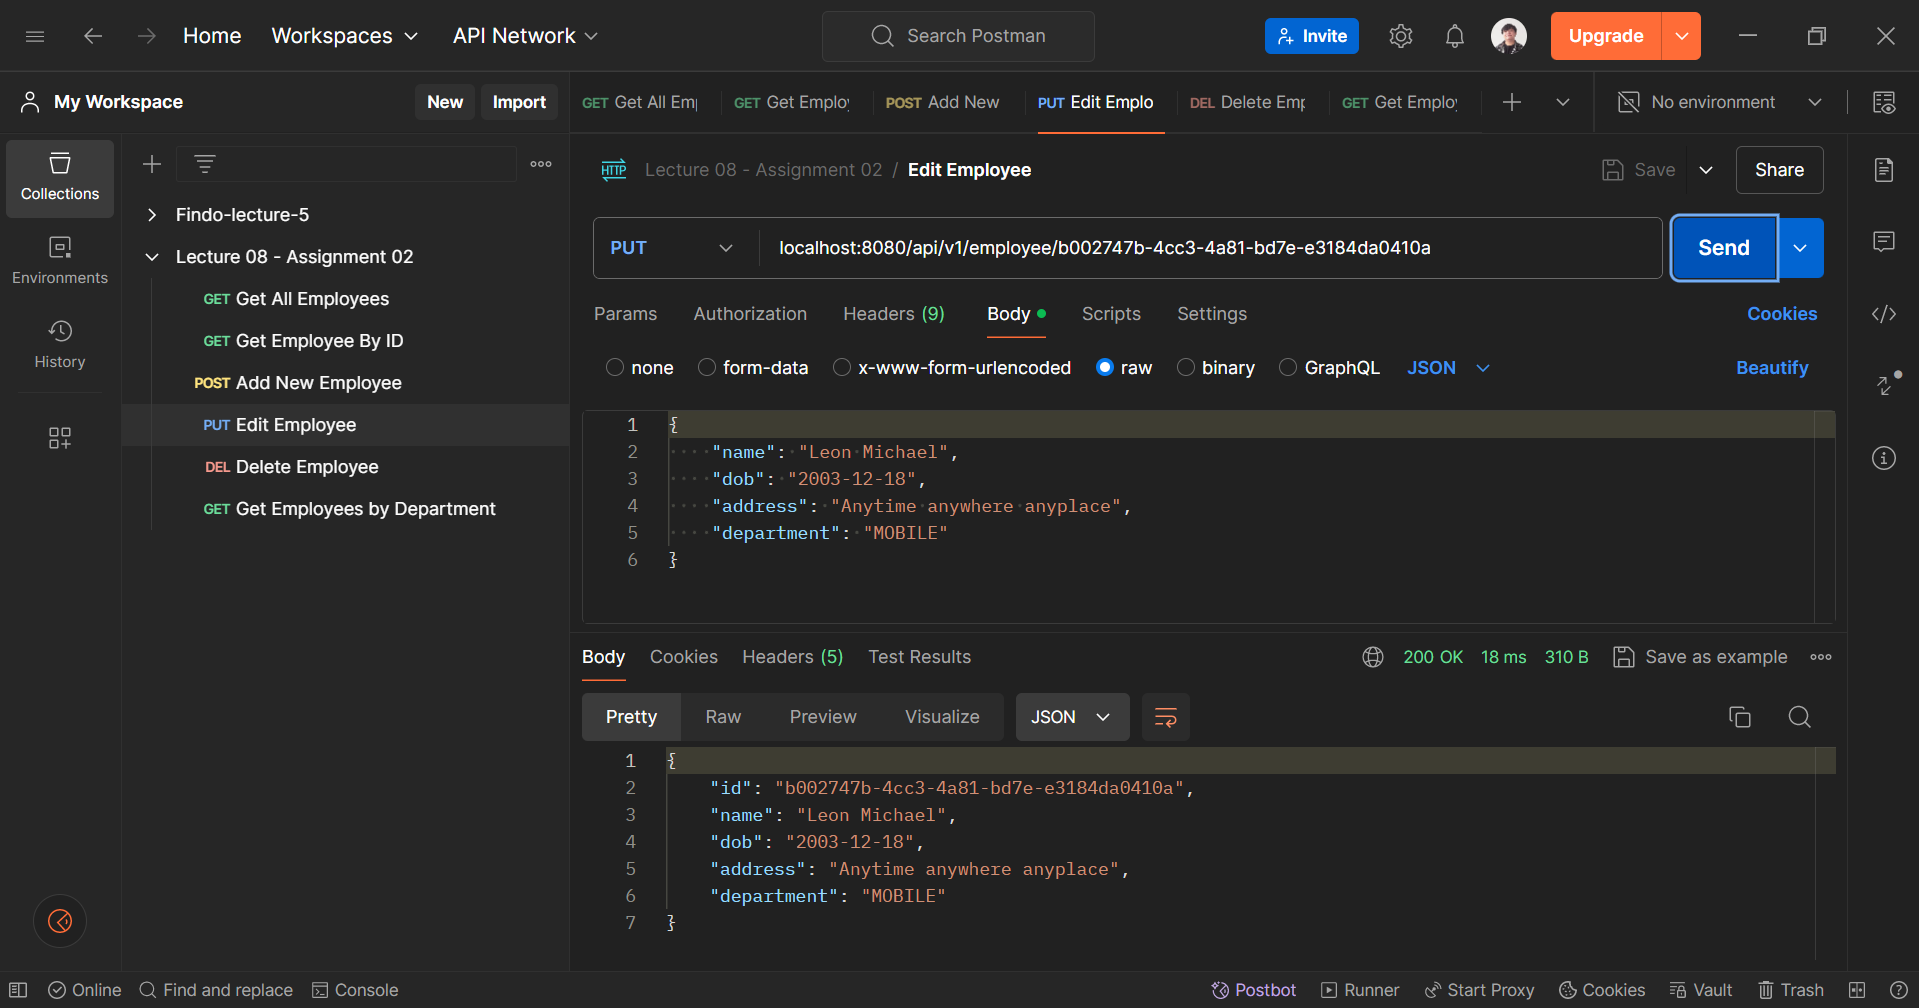 Home Workspaces API Network Search Postman Invite Upgrade
My Workspace New Import
GET Get All Emp GET Get Employ POST Add New PUT Edit Emplo DEL Delete Emp GET Get Employ No environment
Collections
Environments
History
Findo-lecture-5
Lecture 08 - Assignment 02
GET Get All Employees
GET Get Employee By ID
POST Add New Employee
PUT Edit Employee
DEL Delete Employee
GET Get Employees by Department
HTTP Lecture 08 - Assignment 02 / Edit Employee Save Share
PUT localhost:8080/api/v1/employee/b002747b-4cc3-4a81-bd7e-e3184da0410a Send
Params Authorization Headers (9) Body Scripts Settings Cookies
none form-data x-www-form-urlencoded raw binary GraphQL JSON Beautify
1 {
2 "name": "Leon Michael",
3 "dob": "2003-12-18",
4 "address": "Anytime anywhere anyplace",
5 "department": "MOBILE"
6 }
Body Cookies Headers (5) Test Results 200 OK 18 ms 310 B Save as example
Pretty Raw Preview Visualize JSON
1 {
2 "id": "b002747b-4cc3-4a81-bd7e-e3184da0410a",
3 "name": "Leon Michael",
4 "dob": "2003-12-18",
5 "address": "Anytime anywhere anyplace",
6 "department": "MOBILE"
7 }
Online Find and replace Console Postbot Runner Start Proxy Cookies Vault Trash